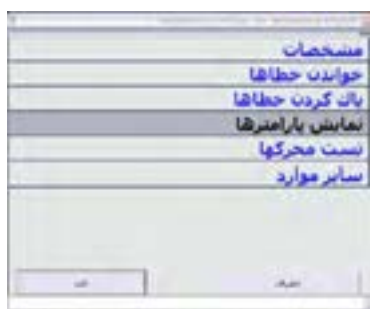 مشخصات
خواندن خطاها
پاک کردن خطاها
نمایش پارامترها
تست محرکها
سایر موارد